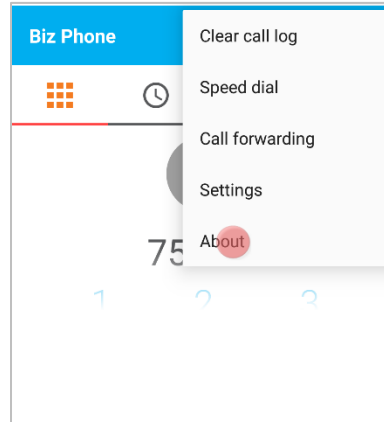 Biz Phone
Clear call log
Speed dial
Call forwarding
Settings
About
75
1 2 3